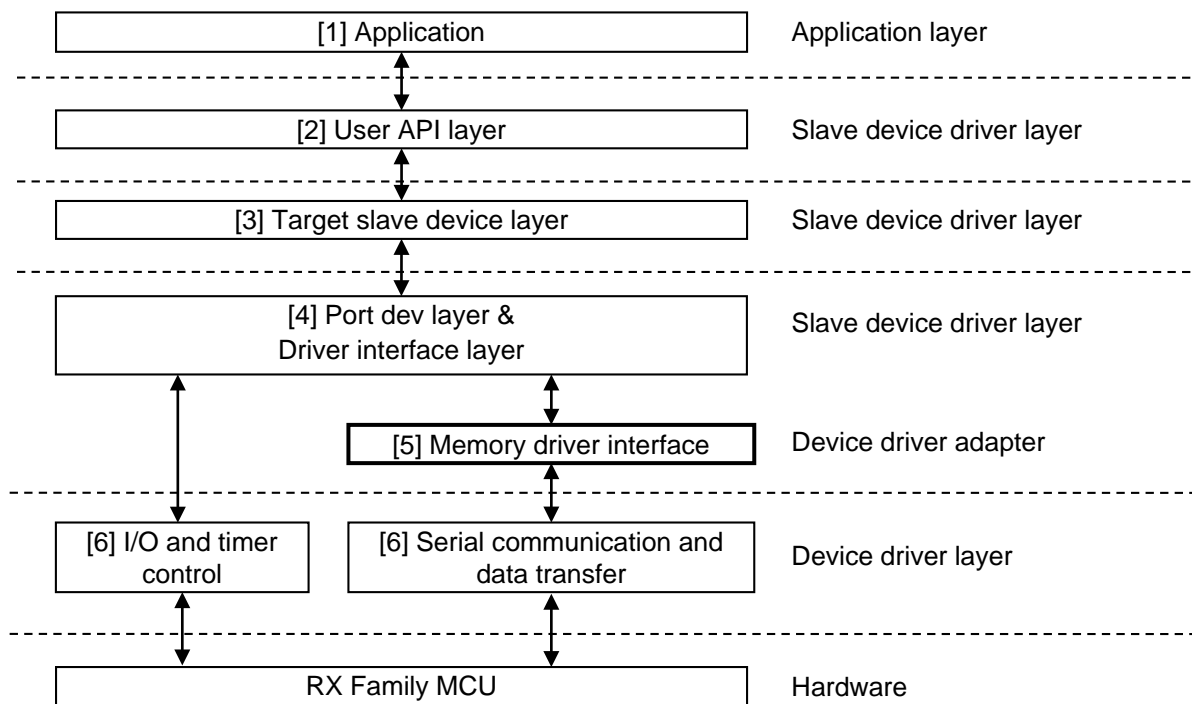 [1] Application
Application layer
[2] User API layer
Slave device driver layer
[3] Target slave device layer
Slave device driver layer
[4] Port dev layer &
Driver interface layer
Slave device driver layer
[5] Memory driver interface
Device driver adapter
[6] I/O and timer
control
[6] Serial communication and
data transfer
Device driver layer
RX Family MCU
Hardware